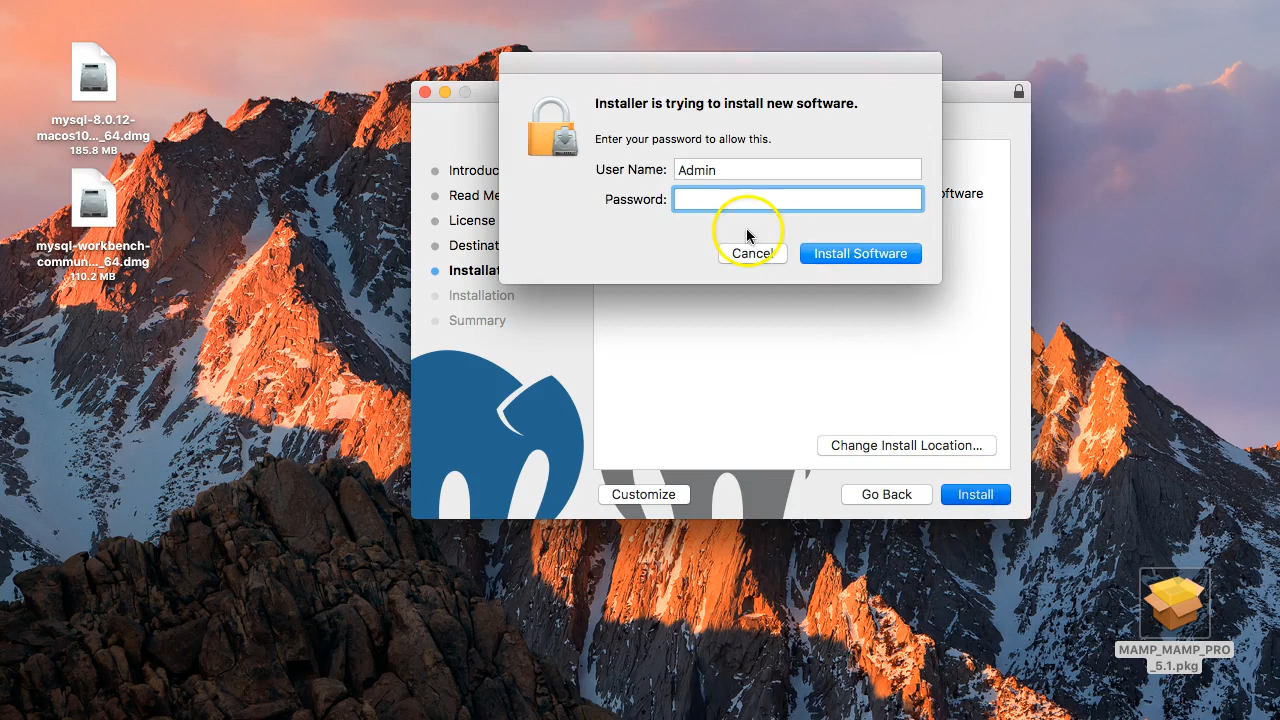 mysql-8.0.12-
macos10..._64.dmg
185.8 MB
mysql-workbench-
commun..._64.dmg
110.2 MB
Installer is trying to install new software.
Enter your password to allow this.
User Name: Admin
Password:
Cancel
Install Software
Introduc
Read Me
License
Destinat
Installat
Installation
Summary
oftware
Change Install Location...
Customize
Go Back
Install
MAMP_MAMP_PRO
_5.1.pkg